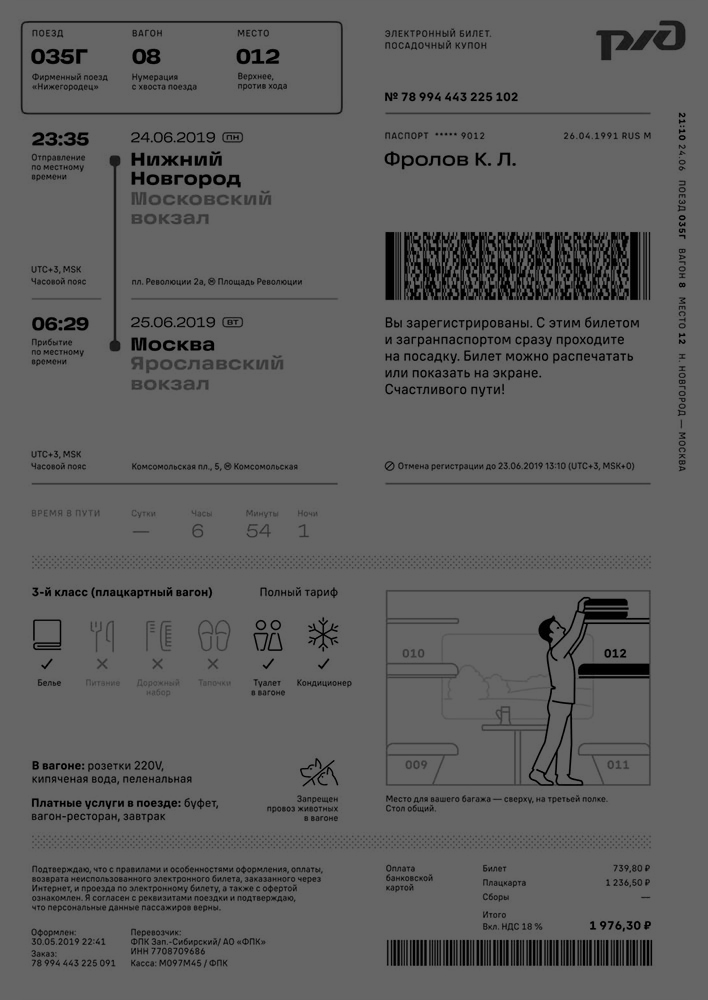 ПОЕЗД ВАГОН МЕСТО
035Г 08 012
Фирменный поезд
«Нижегородец»
Нумерация
с хвоста поезда
Верхнее,
против хода
23:35
Отправление
по местному
времени
24.06.2019 ПН
Нижний
Новгород
Московский
вокзал
UTC+3, MSK
Часовой пояс
пл. Революции 2а, М Площадь Революции
06:29
Прибытие
по местному
времени
25.06.2019 ВТ
Москва
Ярославский
вокзал
UTC+3, MSK
Часовой пояс
Комсомольская пл., 5, М Комсомольская
ВРЕМЯ В ПУТИ
Сутки Часы Минуты Ночи
— 6 54 1
ЭЛЕКТРОННЫЙ БИЛЕТ.
ПОСАДОЧНЫЙ КУПОН
ржд
№ 78 994 443 225 102
ПАСПОРТ ***** 9012 26.04.1991 RUS M
Фролов К. Л.
Вы зарегистрированы. С этим билетом
и загранпаспортом сразу проходите
на посадку. Билет можно распечатать
или показать на экране.
Счастливого пути!
Отмена регистрации до 23.06.2019 13:10 (UTC+3, MSK+0)
21:10 24.06 ПОЕЗД 035Г ВАГОН 8 МЕСТО 12 Н. НОВГОРОД — МОСКВА
3-й класс (плацкартный вагон) Полный тариф
Белье
Питание
Дорожный
набор
Тапочки
Туалет
в вагоне
Кондиционер
В вагоне: розетки 220V,
кипяченая вода, пеленальная
Платные услуги в поезде: буфет,
вагон-ресторан, завтрак
Запрещен
провоз животных
в вагоне
010 012
009 011
Место для вашего багажа — сверху, на третьей полке.
Стол общий.
Подтверждаю, что с правилами и особенностями оформления, оплаты,
возврата неиспользованного электронного билета, заказанного через
Интернет, и проезда по электронному билету, а также с офертой
ознакомлен. Я согласен с реквизитами поездки и подтверждаю,
что персональные данные пассажиров верны.
Оформлен:
30.05.2019 22:41
Заказ:
78 994 443 225 091
Перевозчик:
ФПК Зап.-Сибирский/ АО «ФПК»
ИНН 7708709686
Касса: М097М45 / ФПК
Оплата
банковской
картой
Билет 739,80 ₽
Плацкарта 1 236,50 ₽
Сборы —
Итого
Вкл. НДС 18 % 1 976,30 ₽